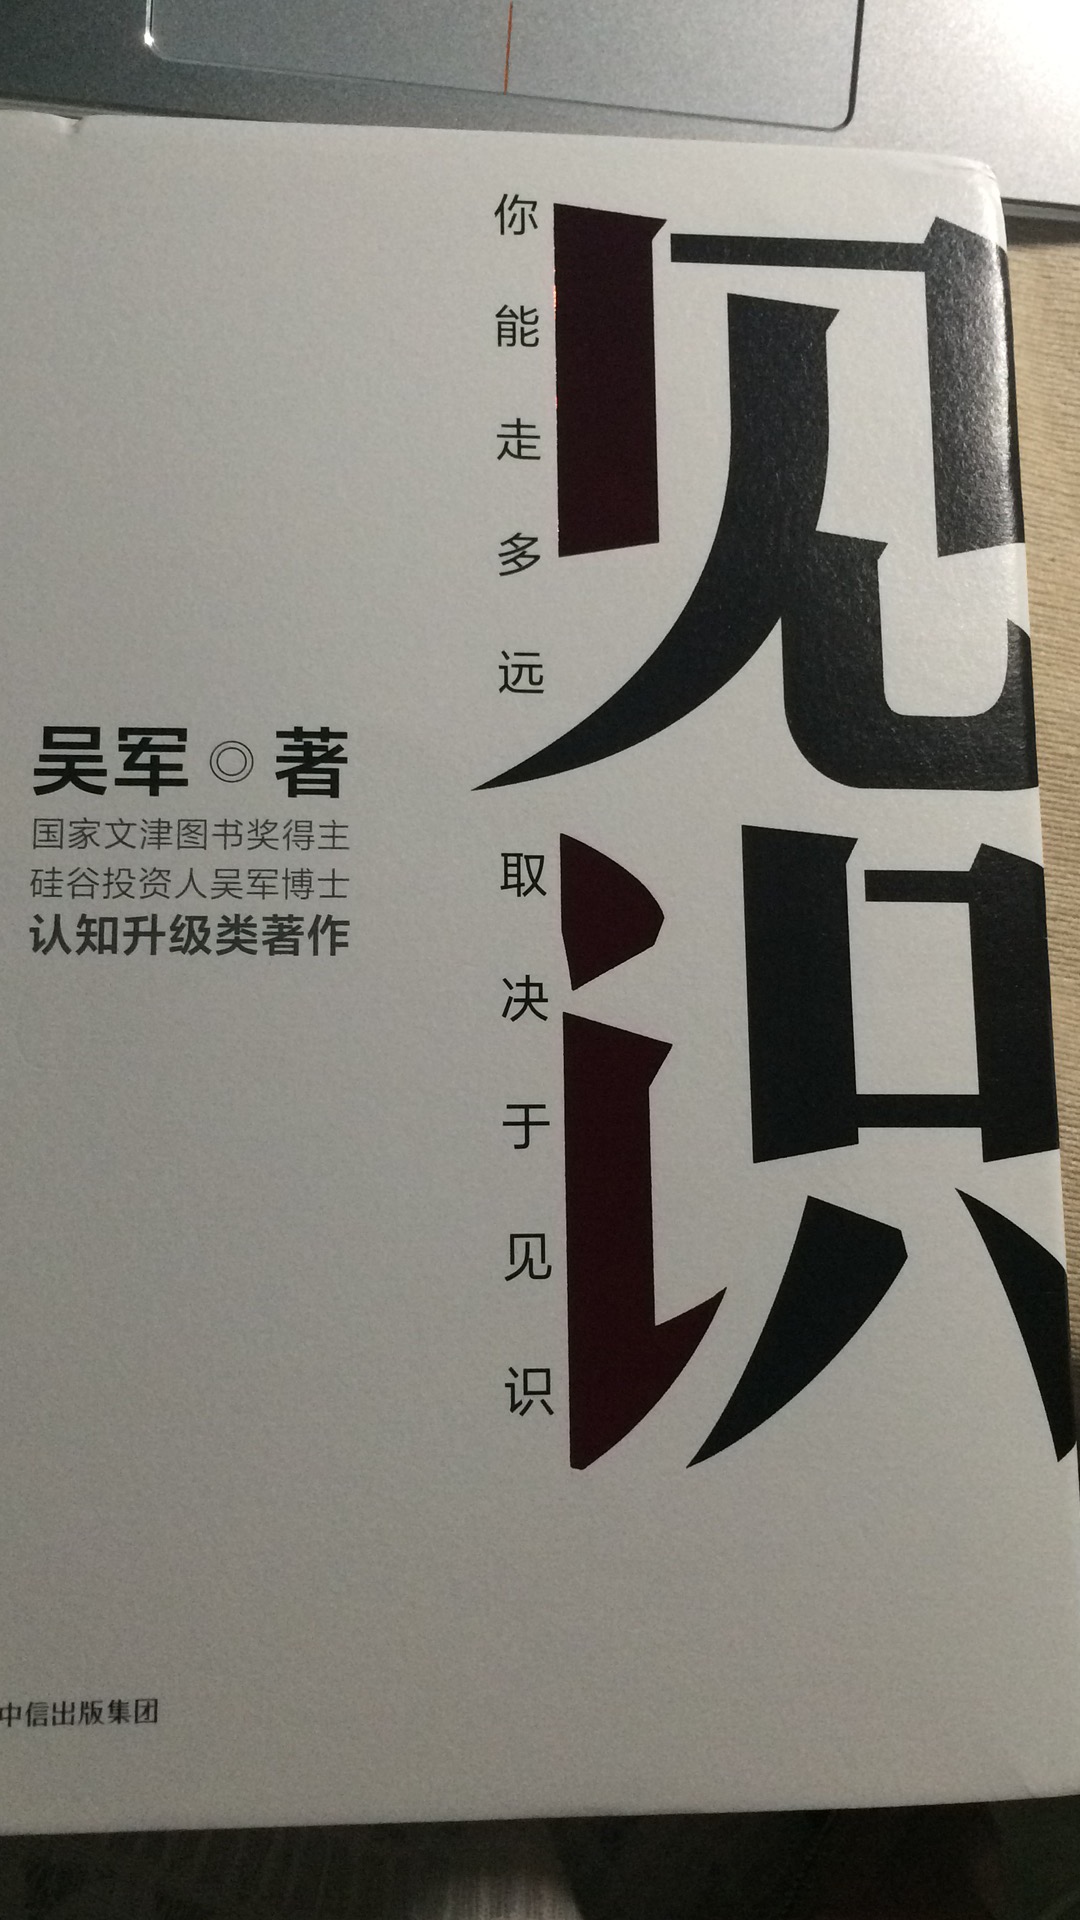 见识
你能走多远取决于见识
吴军◎著
国家文津图书奖得主
硅谷投资人吴军博士
认知升级类著作
中信出版集团